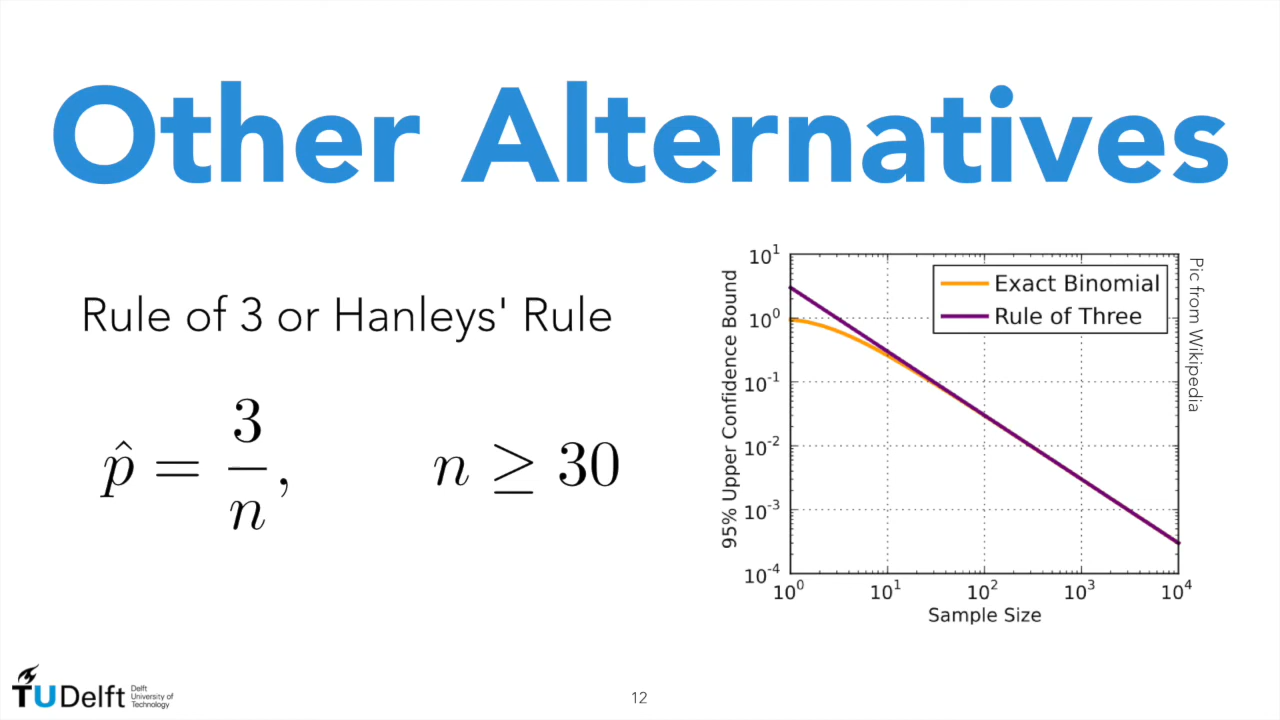 Other Alternatives
Rule of 3 or Hanleys' Rule
p̂ = 3/n, n ≥ 30
10^1
10^0
10^-1
10^-2
10^-3
10^-4
95% Upper Confidence Bound
Exact Binomial
Rule of Three
Pic from Wikipedia
10^0 10^1 10^2 10^3 10^4
Sample Size
TUDelft
Delft
University of
Technology
12